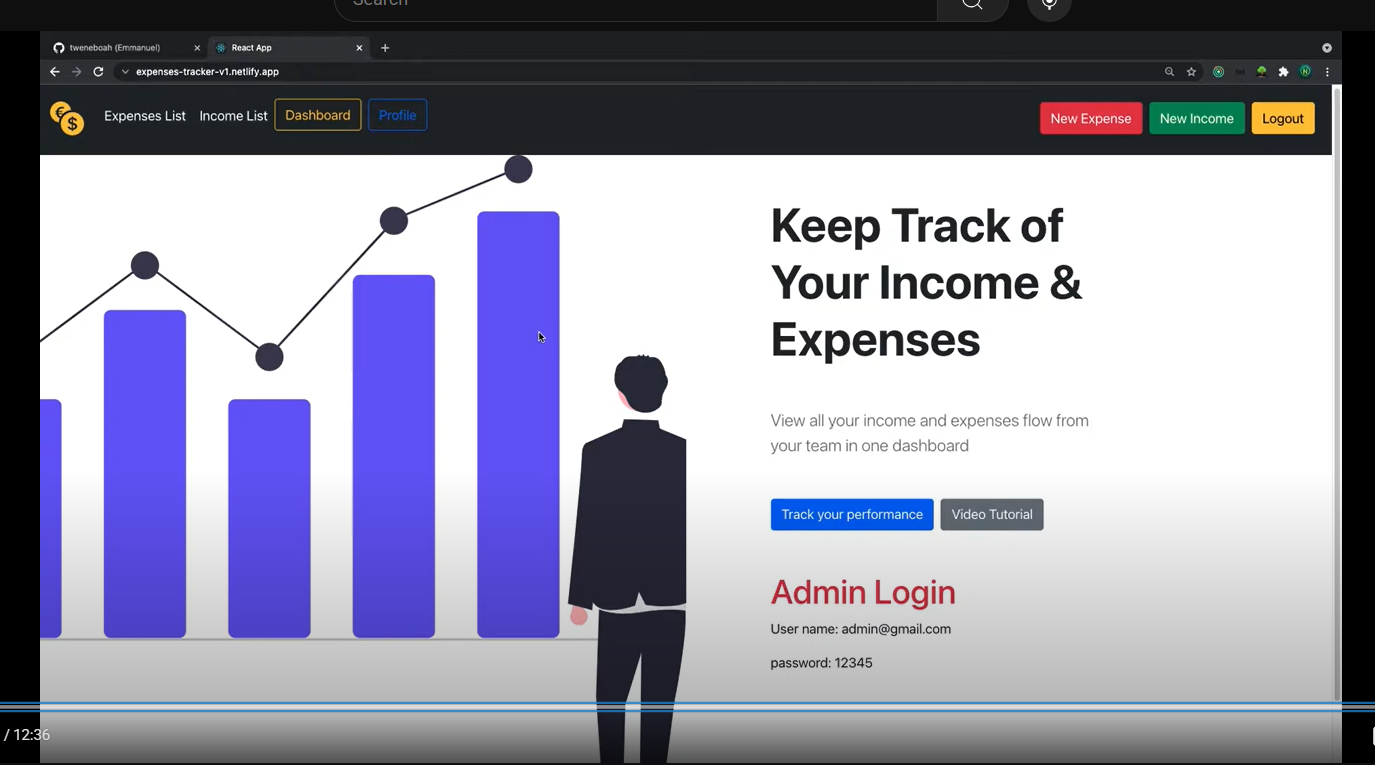 Search
tweneboah (Emmanuel)
React App
expenses-tracker-v1.netlify.app
€
$
Expenses List
Income List
Dashboard
Profile
New Expense
New Income
Logout
Keep Track of
Your Income &
Expenses
View all your income and expenses flow from
your team in one dashboard
Track your performance
Video Tutorial
Admin Login
User name: admin@gmail.com
password: 12345
/ 12:36